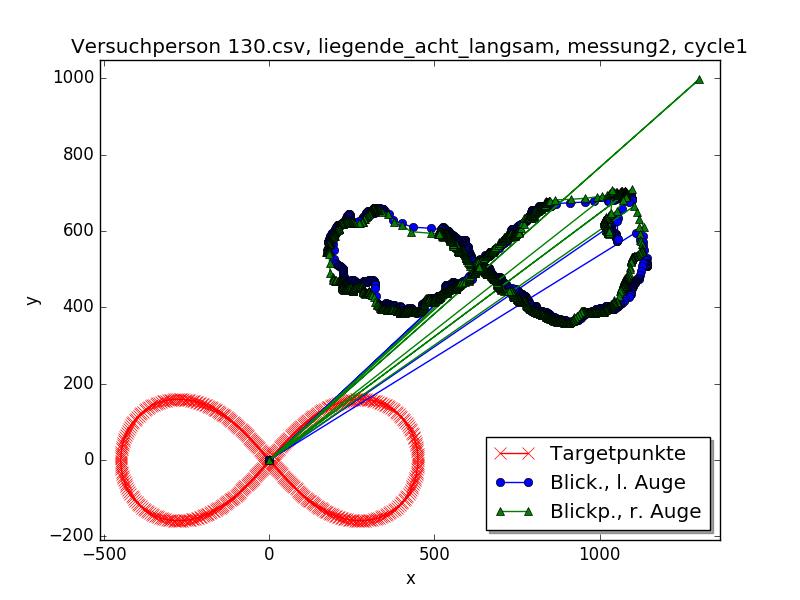 Versuchperson 130.csv, liegende_acht_langsam, messung2, cycle1
1000
800
600
400
200
0
−200
y
−500
0
500
1000
x
Targetpunkte
Blick., l. Auge
Blickp., r. Auge